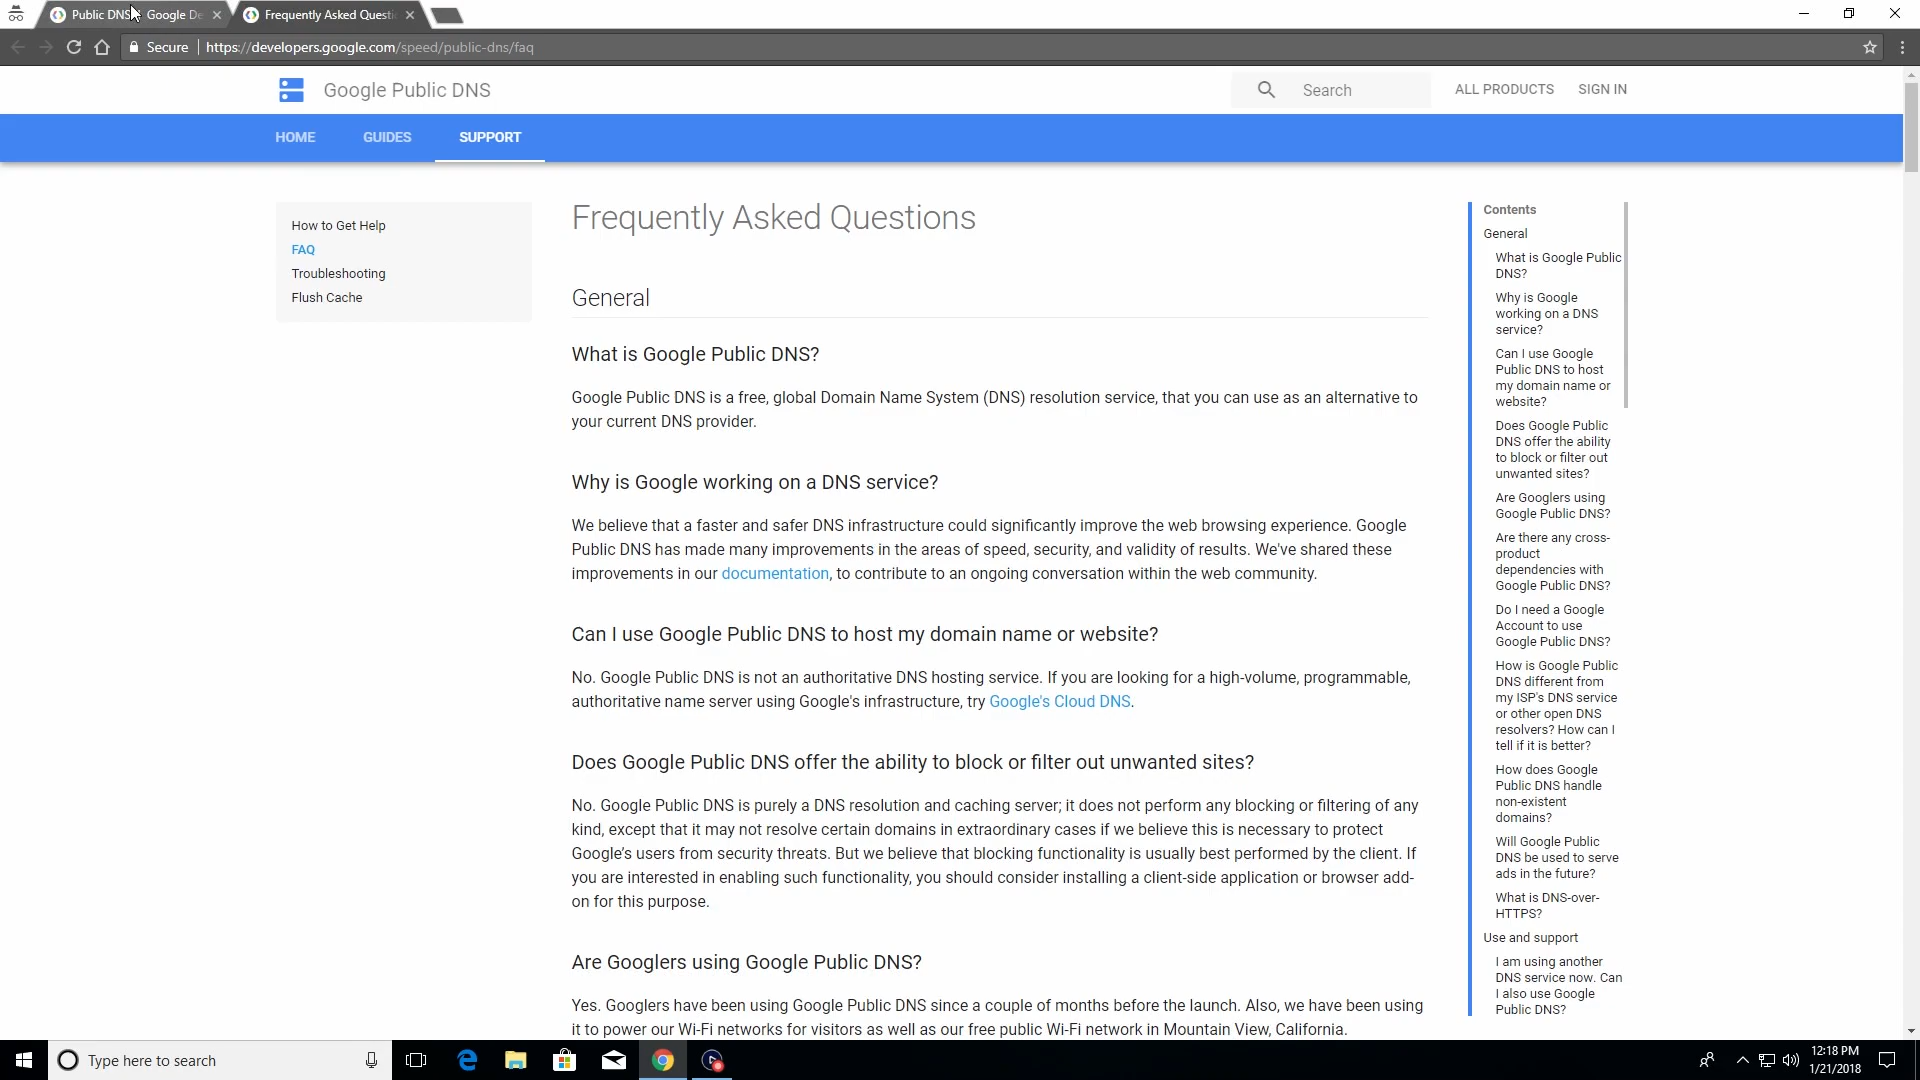 Public DNS
Google De
Frequently Asked Questi
Secure
https://developers.google.com/speed/public-dns/faq
Google Public DNS
Search
ALL PRODUCTS
SIGN IN
HOME
GUIDES
SUPPORT
How to Get Help
FAQ
Troubleshooting
Flush Cache
Frequently Asked Questions
General
What is Google Public DNS?
Google Public DNS is a free, global Domain Name System (DNS) resolution service, that you can use as an alternative to
your current DNS provider.
Why is Google working on a DNS service?
We believe that a faster and safer DNS infrastructure could significantly improve the web browsing experience. Google
Public DNS has made many improvements in the areas of speed, security, and validity of results. We've shared these
improvements in our documentation, to contribute to an ongoing conversation within the web community.
Can I use Google Public DNS to host my domain name or website?
No. Google Public DNS is not an authoritative DNS hosting service. If you are looking for a high-volume, programmable,
authoritative name server using Google's infrastructure, try Google's Cloud DNS.
Does Google Public DNS offer the ability to block or filter out unwanted sites?
No. Google Public DNS is purely a DNS resolution and caching server; it does not perform any blocking or filtering of any
kind, except that it may not resolve certain domains in extraordinary cases if we believe this is necessary to protect
Google’s users from security threats. But we believe that blocking functionality is usually best performed by the client. If
you are interested in enabling such functionality, you should consider installing a client-side application or browser add-
on for this purpose.
Are Googlers using Google Public DNS?
Yes. Googlers have been using Google Public DNS since a couple of months before the launch. Also, we have been using
it to power our Wi-Fi networks for visitors as well as our free public Wi-Fi network in Mountain View, California.
Contents
General
What is Google Public
DNS?
Why is Google
working on a DNS
service?
Can I use Google
Public DNS to host
my domain name or
website?
Does Google Public
DNS offer the ability
to block or filter out
unwanted sites?
Are Googlers using
Google Public DNS?
Are there any cross-
product
dependencies with
Google Public DNS?
Do I need a Google
Account to use
Google Public DNS?
How is Google Public
DNS different from
my ISP's DNS service
or other open DNS
resolvers? How can I
tell if it is better?
How does Google
Public DNS handle
non-existent
domains?
Will Google Public
DNS be used to serve
ads in the future?
What is DNS-over-
HTTPS?
Use and support
I am using another
DNS service now. Can
I also use Google
Public DNS?
Type here to search
12:18 PM
1/21/2018